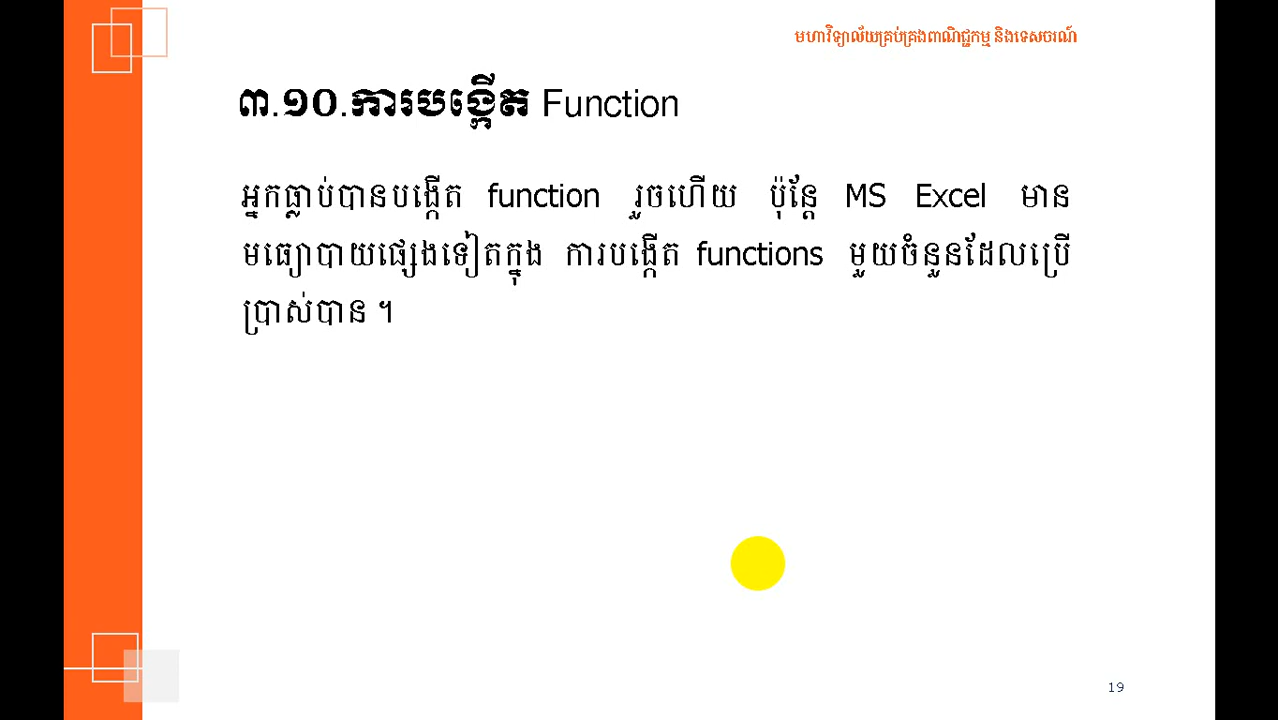 មហាវិទ្យាល័យគ្រប់គ្រងពាណិជ្ជកម្ម និងទេសចរណ៍
៣.១០.ការបង្កើត Function
អ្នកធ្លាប់បានបង្កើត function រួចហើយ ប៉ុន្តែ MS Excel មាន
មធ្យោបាយផ្សេងទៀតក្នុង ការបង្កើត functions មួយចំនួនដែលប្រើ
ប្រាស់បាន ។
19